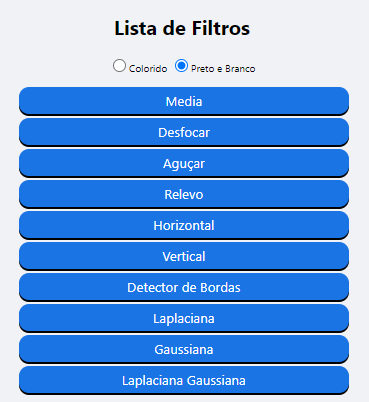 Lista de Filtros
Colorido Preto e Branco
Media
Desfocar
Aguçar
Relevo
Horizontal
Vertical
Detector de Bordas
Laplaciana
Gaussiana
Laplaciana Gaussiana